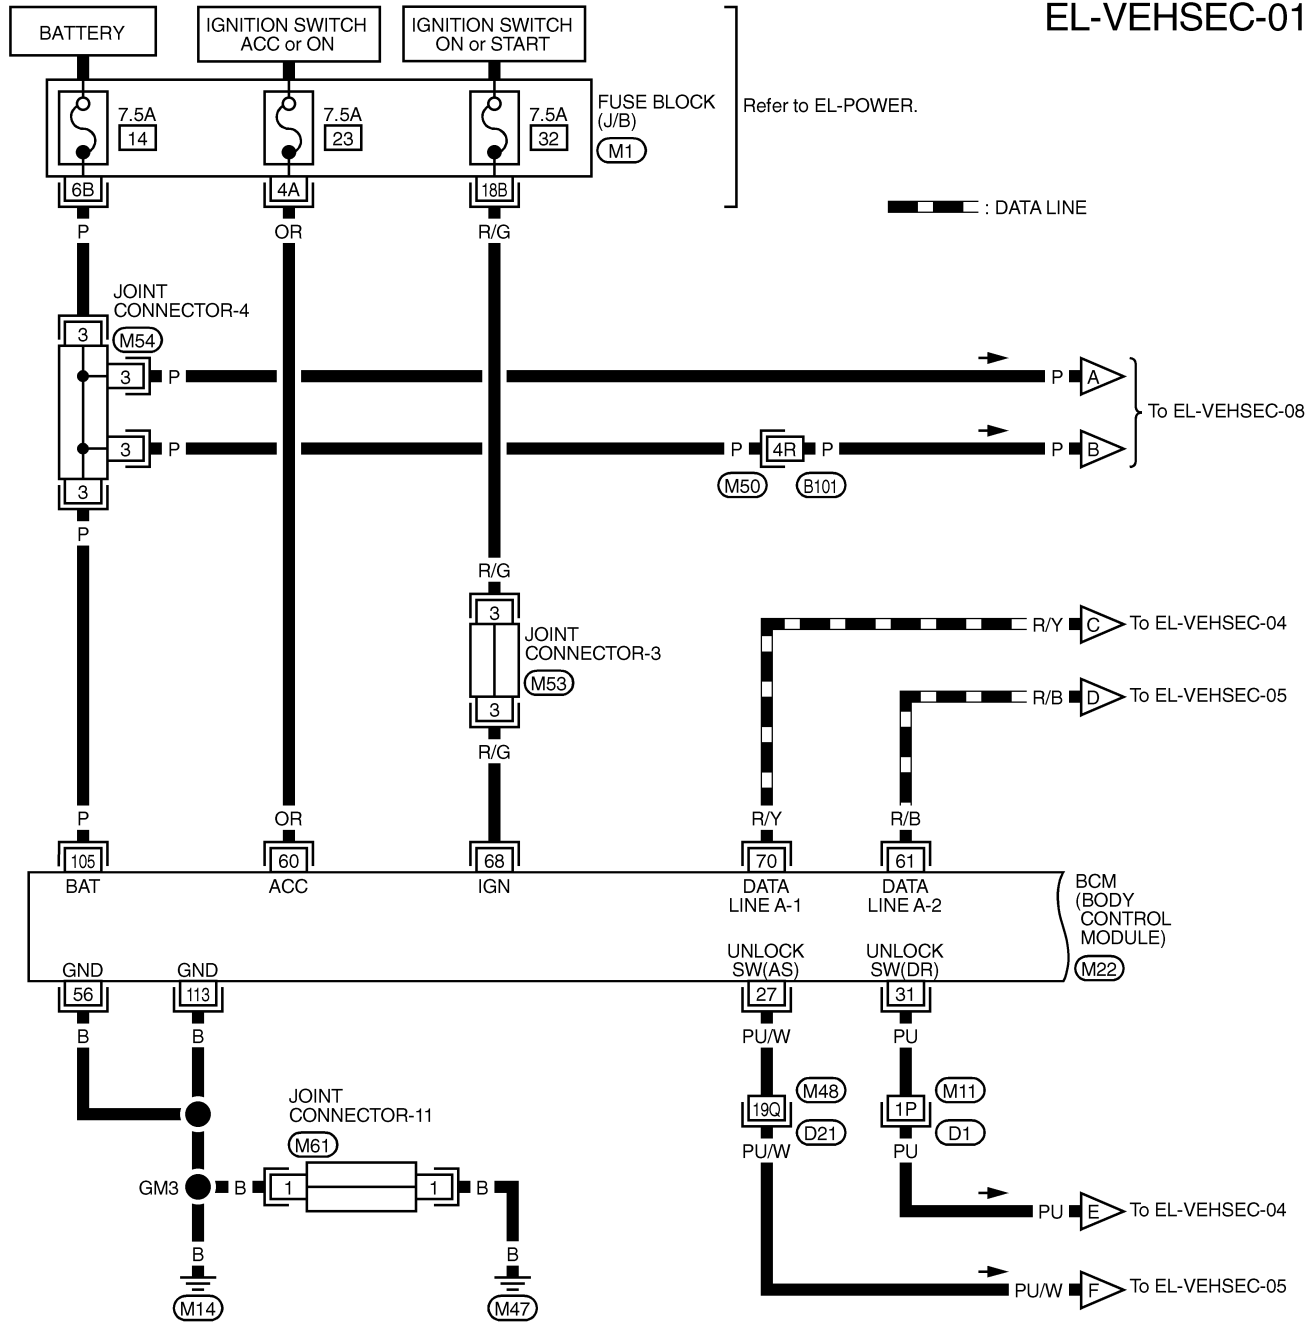 EL-VEHSEC-01
BATTERY
IGNITION SWITCH
ACC or ON
IGNITION SWITCH
ON or START
7.5A
14
7.5A
23
7.5A
32
FUSE BLOCK
(J/B)
M1
Refer to EL-POWER.
6B
4A
18B
: DATA LINE
P
OR
R/G
JOINT
CONNECTOR-4
M54
3
3
P
P
A
3
P
P
4R
P
P
B
To EL-VEHSEC-08
M50
B101
3
P
R/G
3
JOINT
CONNECTOR-3
M53
3
R/G
R/Y
C
To EL-VEHSEC-04
R/B
D
To EL-VEHSEC-05
P
OR
R/Y
R/B
105
60
68
70
61
BAT
ACC
IGN
DATA
LINE A-1
DATA
LINE A-2
BCM
(BODY
CONTROL
MODULE)
M22
GND
GND
UNLOCK
SW(AS)
UNLOCK
SW(DR)
56
113
27
31
B
B
PU/W
PU
JOINT
CONNECTOR-11
M61
M48
19Q
D21
M11
1P
D1
PU/W
PU
GM3
B
1
1
B
PU
E
To EL-VEHSEC-04
B
B
PU/W
F
To EL-VEHSEC-05
M14
M47